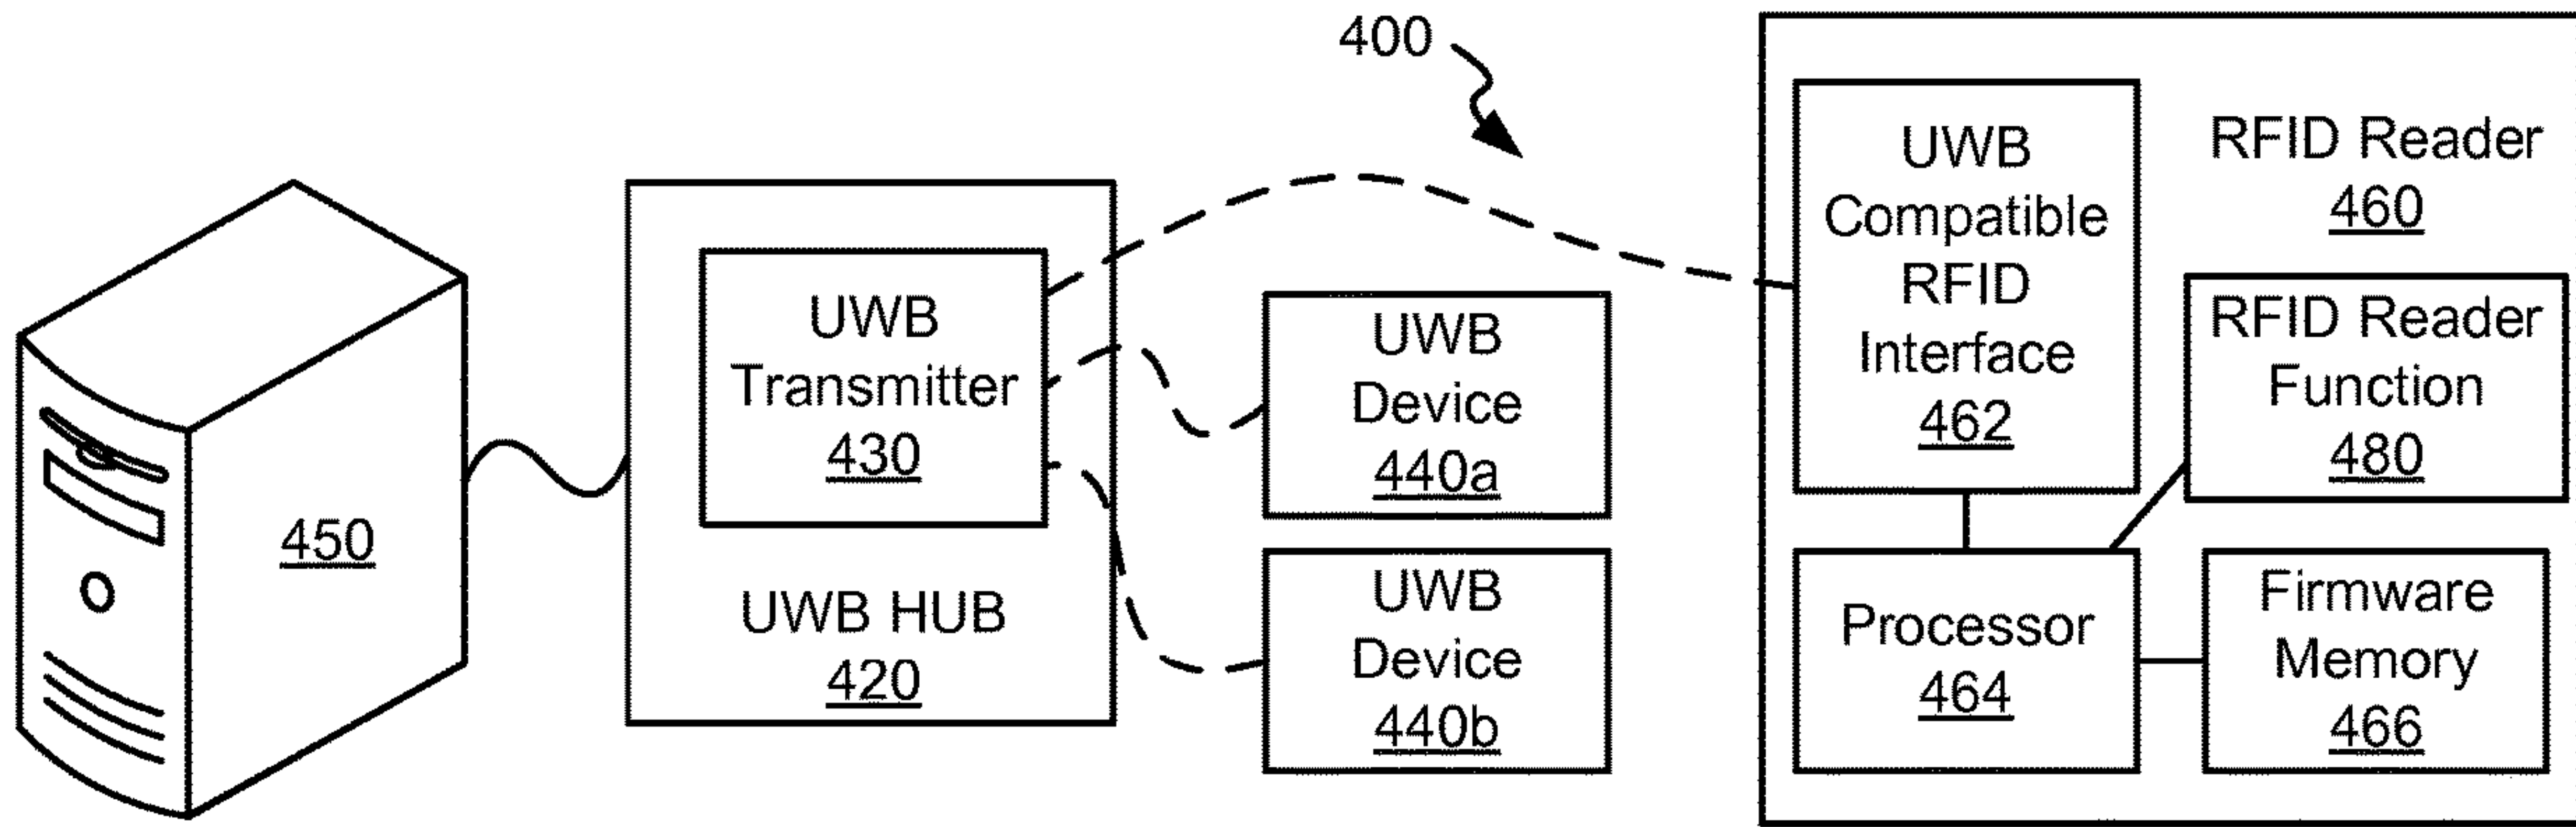 400
450
UWB
Transmitter
430
UWB HUB
420
UWB
Device
440a
UWB
Device
440b
UWB
Compatible
RFID
Interface
462
RFID Reader
460
RFID Reader
Function
480
Processor
464
Firmware
Memory
466